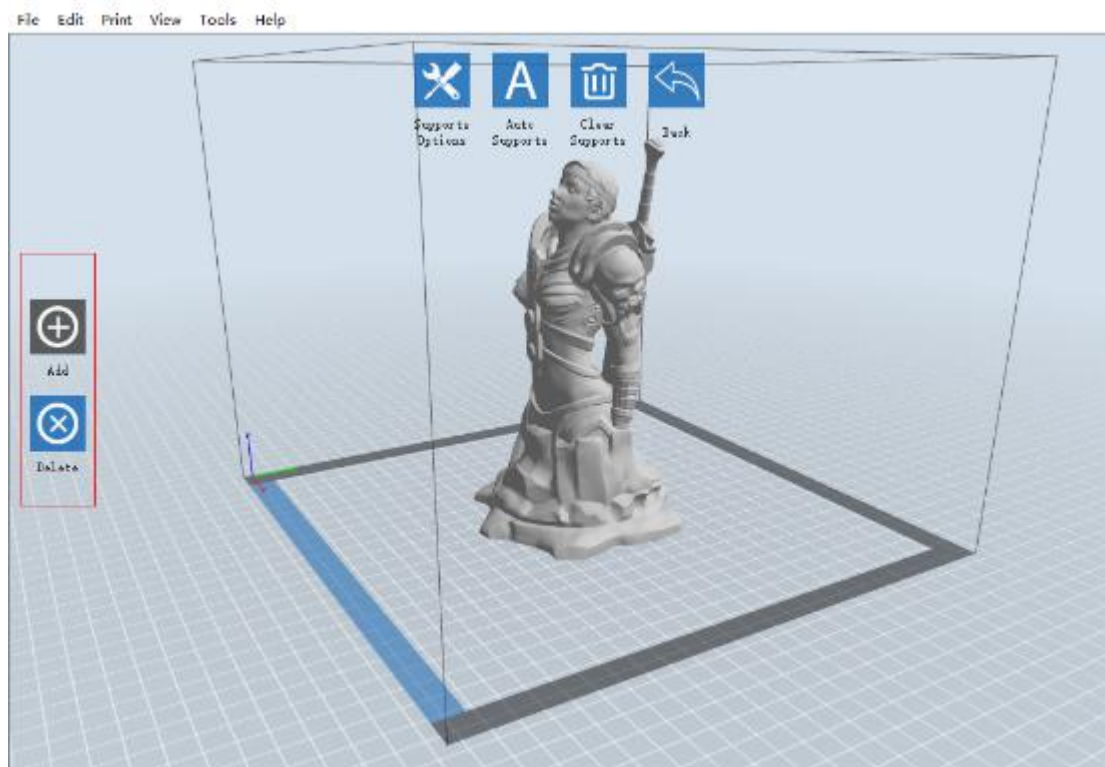 File Edit Print View Tools Help
Supports Options
Auto Supports
Clear Supports
Back
Add
Delete